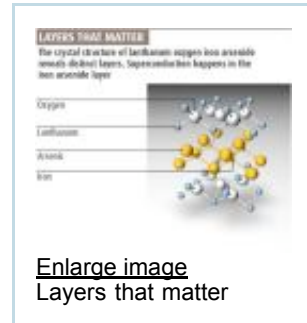 LAYERS THAT MATTER
The crystal structure of lanthanum oxygen iron arsenide
reveals distinct layers. Superconduction happens in the
iron arsenide layer
Oxygen
Lanthanum
Arsenic
Iron
Enlarge image
Layers that matter